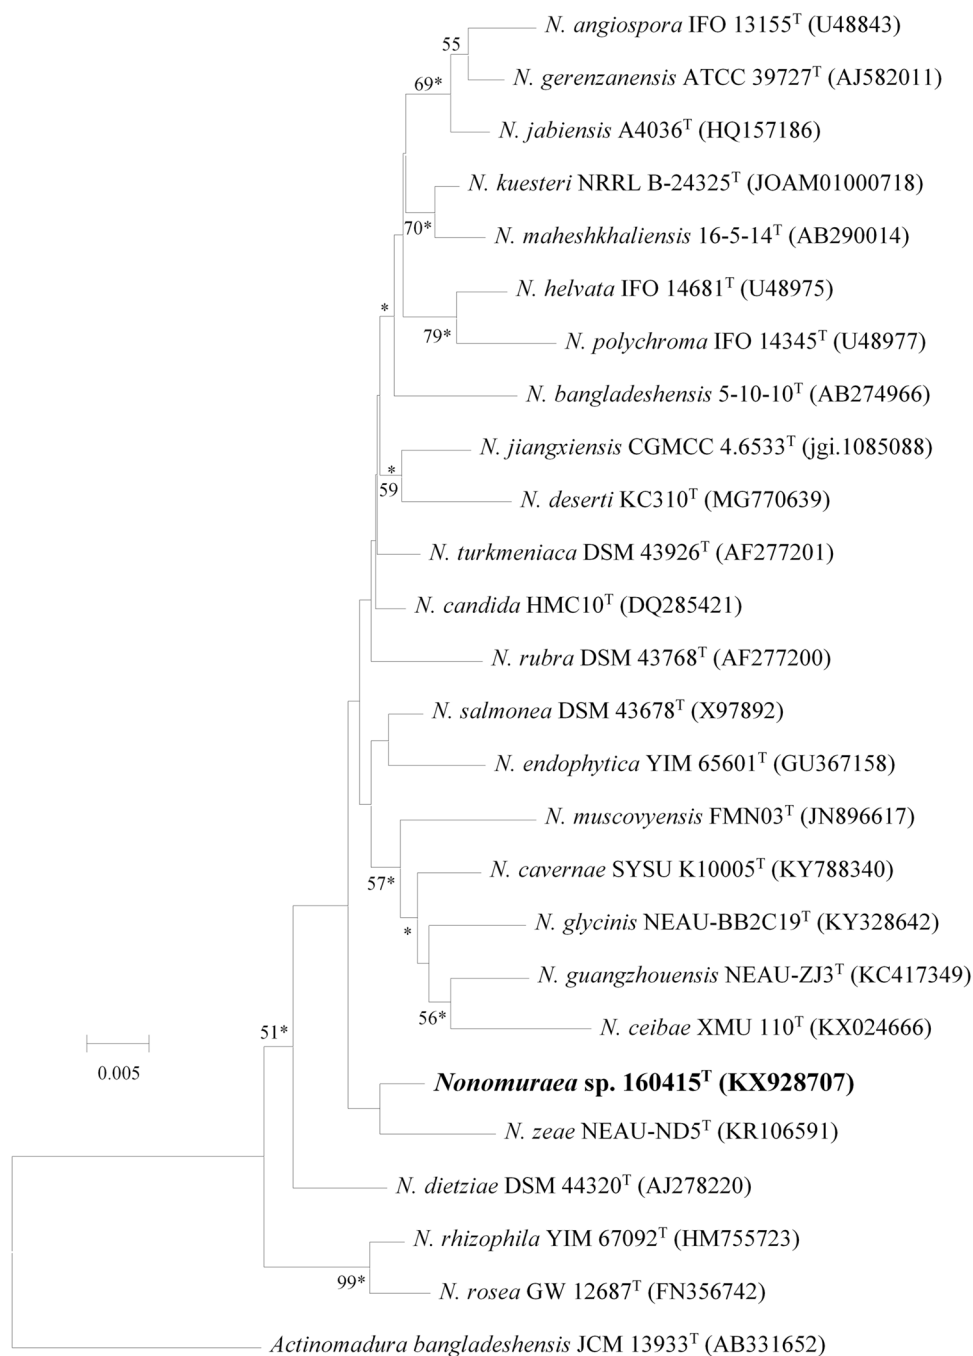 N. angiospora IFO 13155ᵀ (U48843)
55
N. gerenzanensis ATCC 39727ᵀ (AJ582011)
69*
N. jabiensis A4036ᵀ (HQ157186)
N. kuesteri NRRL B-24325ᵀ (JOAM01000718)
70*
N. maheshkhaliensis 16-5-14ᵀ (AB290014)
N. helvata IFO 14681ᵀ (U48975)
*
79*
N. polychroma IFO 14345ᵀ (U48977)
N. bangladeshensis 5-10-10ᵀ (AB274966)
N. jiangxiensis CGMCC 4.6533ᵀ (jgi.1085088)
*
59
N. deserti KC310ᵀ (MG770639)
N. turkmeniaca DSM 43926ᵀ (AF277201)
N. candida HMC10ᵀ (DQ285421)
N. rubra DSM 43768ᵀ (AF277200)
N. salmonea DSM 43678ᵀ (X97892)
N. endophytica YIM 65601ᵀ (GU367158)
N. muscovyensis FMN03ᵀ (JN896617)
N. cavernae SYSU K10005ᵀ (KY788340)
57*
N. glycinis NEAU-BB2C19ᵀ (KY328642)
*
N. guangzhouensis NEAU-ZJ3ᵀ (KC417349)
56*
N. ceibae XMU 110ᵀ (KX024666)
51*
0.005
Nonomuraea sp. 160415ᵀ (KX928707)
N. zeae NEAU-ND5ᵀ (KR106591)
N. dietziae DSM 44320ᵀ (AJ278220)
N. rhizophila YIM 67092ᵀ (HM755723)
99*
N. rosea GW 12687ᵀ (FN356742)
Actinomadura bangladeshensis JCM 13933ᵀ (AB331652)